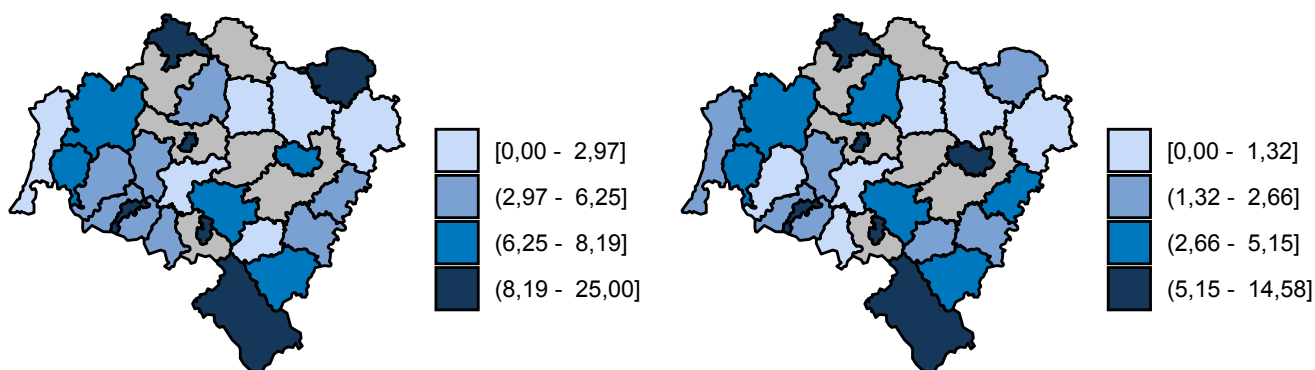 [0,00 - 2,97]
(2,97 - 6,25]
(6,25 - 8,19]
(8,19 - 25,00]
[0,00 - 1,32]
(1,32 - 2,66]
(2,66 - 5,15]
(5,15 - 14,58]